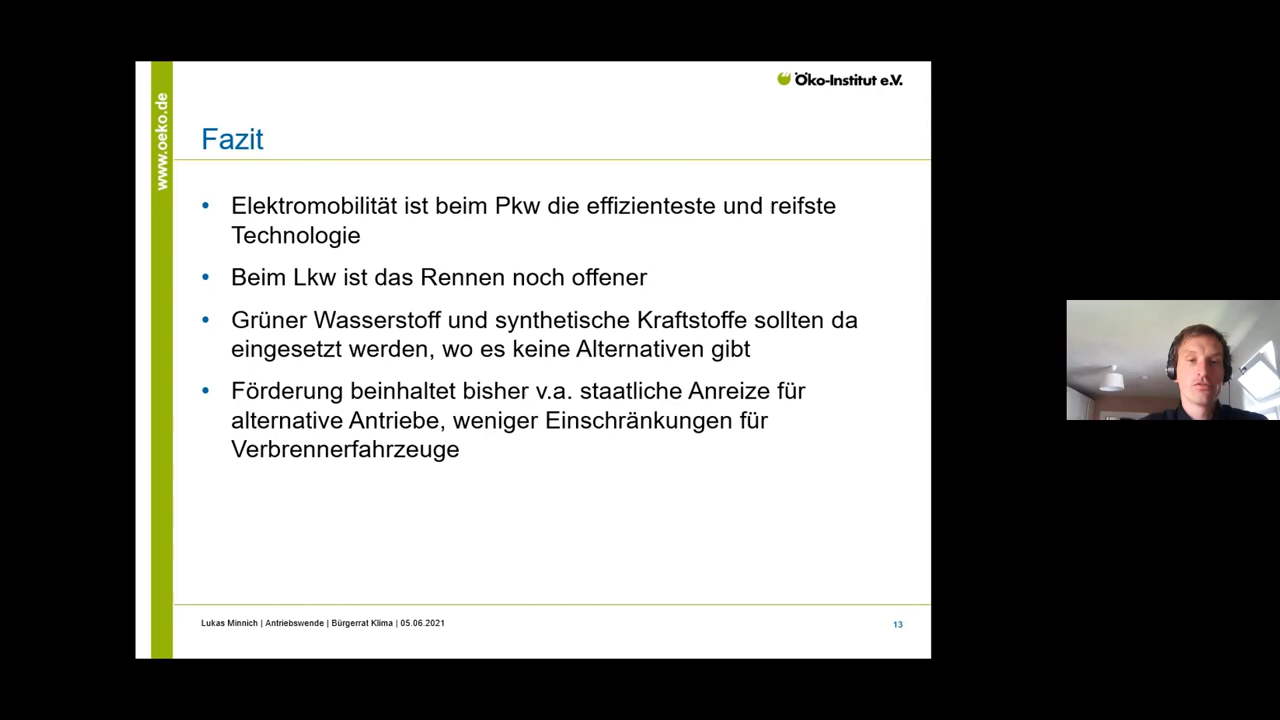 www.oeko.de
Öko-Institut e.V.
Fazit
• Elektromobilität ist beim Pkw die effizienteste und reifste
Technologie
• Beim Lkw ist das Rennen noch offener
• Grüner Wasserstoff und synthetische Kraftstoffe sollten da
eingesetzt werden, wo es keine Alternativen gibt
• Förderung beinhaltet bisher v.a. staatliche Anreize für
alternative Antriebe, weniger Einschränkungen für
Verbrennerfahrzeuge
Lukas Minnich | Antriebswende | Bürgerrat Klima | 05.06.2021
13